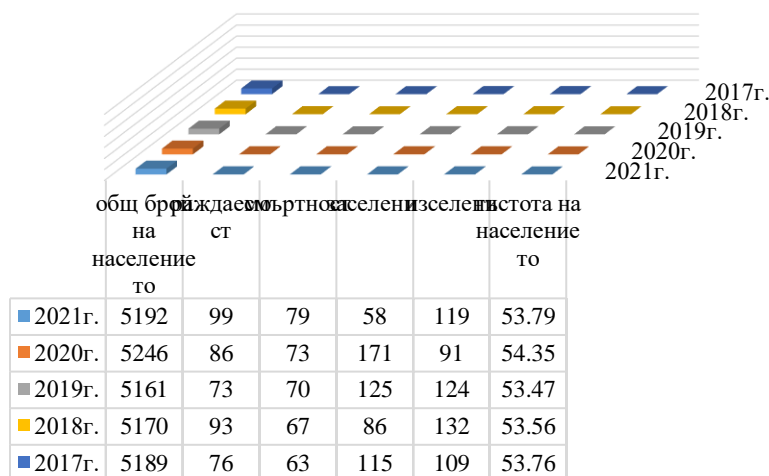 2017г.
2018г.
2019г.
2020г.
2021г.
общ брой раждаемо смъртност заселени изселени гъстота на
на ст населението
населениe то
то
2021г. 5192 99 79 58 119 53.79
2020г. 5246 86 73 171 91 54.35
2019г. 5161 73 70 125 124 53.47
2018г. 5170 93 67 86 132 53.56
2017г. 5189 76 63 115 109 53.76